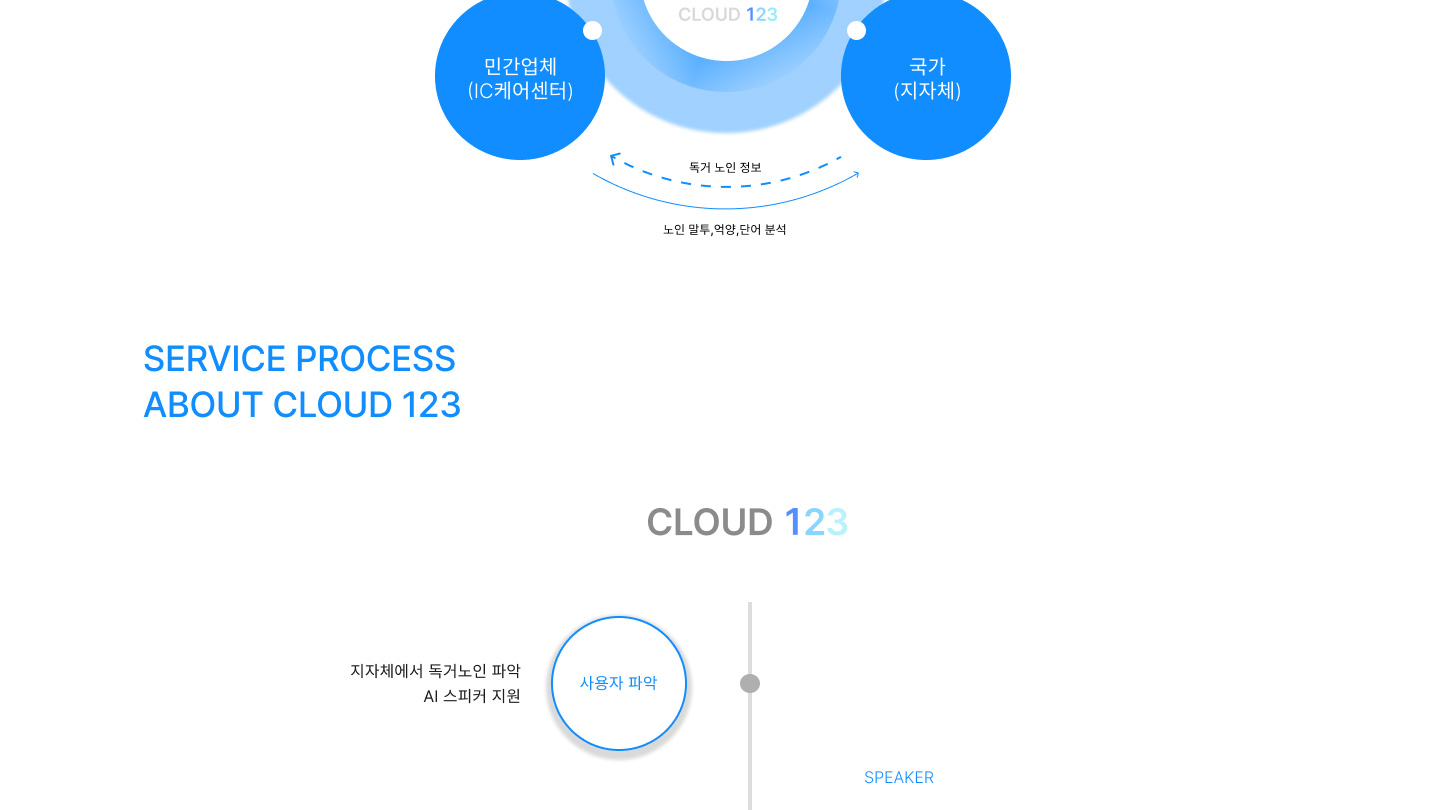 CLOUD 123
민간업체
(IC케어센터)
국가
(지자체)
독거 노인 정보
노인 말투,억양,단어 분석
SERVICE PROCESS
ABOUT CLOUD 123
CLOUD 123
지자체에서 독거노인 파악
AI 스피커 지원
사용자 파악
SPEAKER